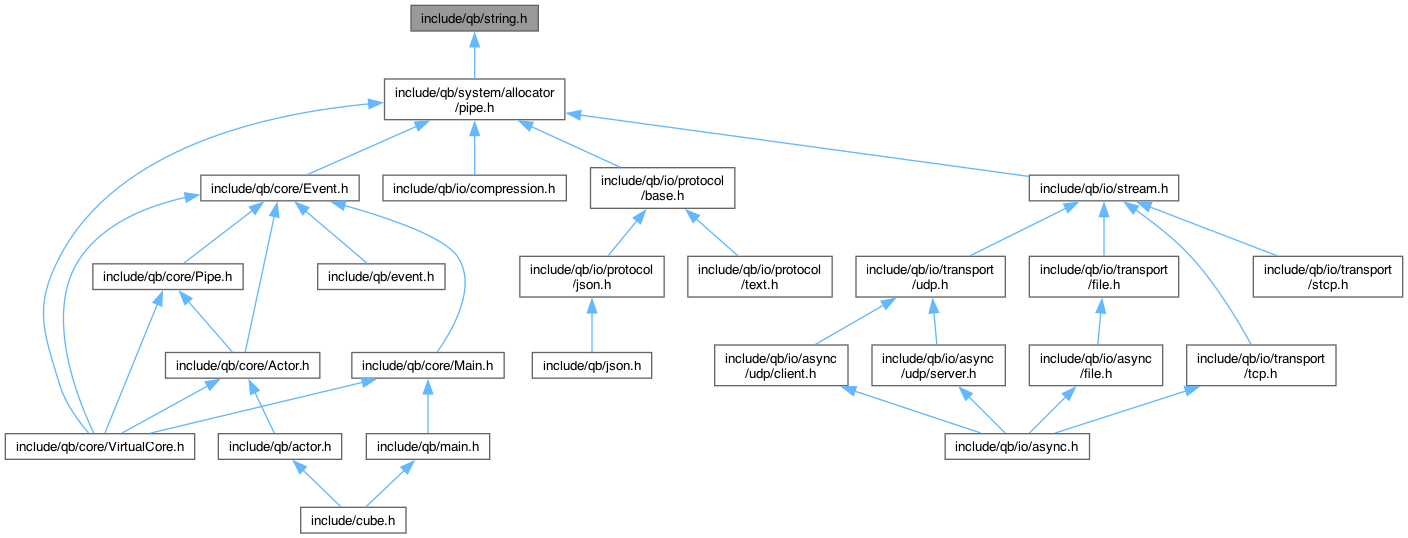 include/qb/string.h
include/qb/system/allocator
/pipe.h
include/qb/core/Event.h
include/qb/io/compression.h
include/qb/io/protocol
/base.h
include/qb/io/stream.h
include/qb/core/Pipe.h
include/qb/event.h
include/qb/io/protocol
/json.h
include/qb/io/protocol
/text.h
include/qb/io/transport
/udp.h
include/qb/io/transport
/file.h
include/qb/io/transport
/stcp.h
include/qb/core/Actor.h
include/qb/core/Main.h
include/qb/json.h
include/qb/io/async
/udp/client.h
include/qb/io/async
/udp/server.h
include/qb/io/async
/file.h
include/qb/io/transport
/tcp.h
include/qb/core/VirtualCore.h
include/qb/actor.h
include/qb/main.h
include/qb/io/async.h
include/cube.h